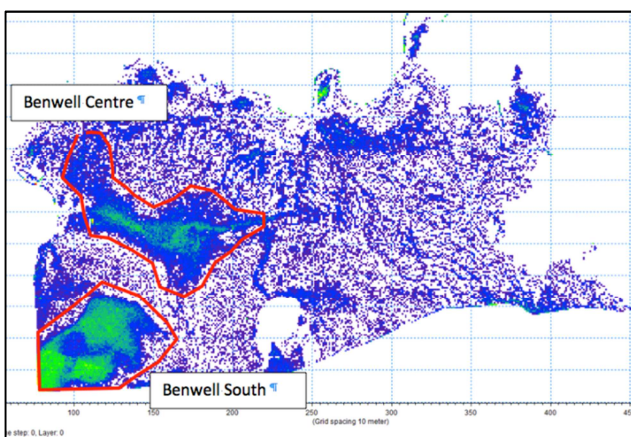 Benwell Centre ¶
Benwell South ¶
100 150 200 250 300 350 400 450
(Grid spacing 10 meter)
e step: 0, Layer: 0